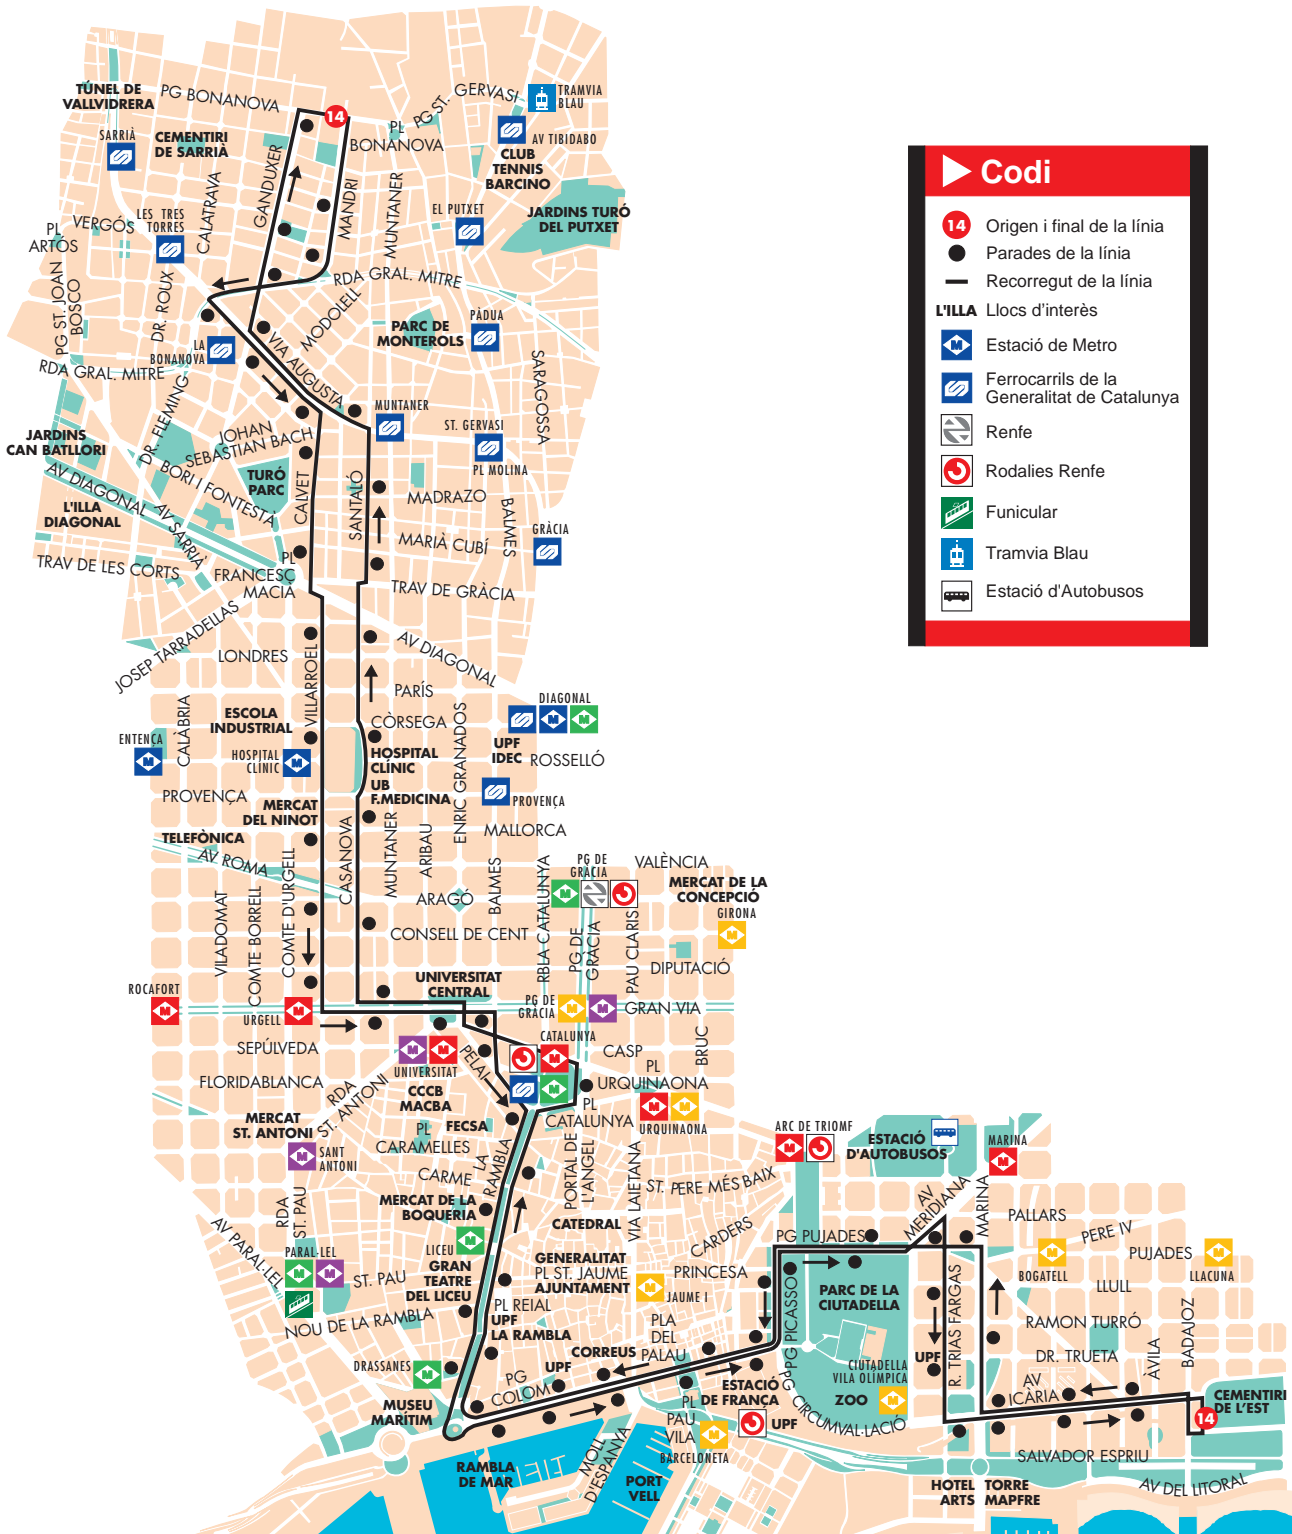 TÚNEL DE
VALLVIDRERA
PG BONANOVA
14
PL
BONANOVA
PG ST. GERVASI
TRAMVIA
BLAU
AV TIBIDABO
SARRIÀ
CEMENTIRI
DE SARRIÀ
CLUB
TENNIS
BARCINO
GANDUXER
MANDRI
MUNTANER
CALATRAVA
EL PUTXET
JARDINS TURÓ
DEL PUTXET
PL
ARTÓS
VERGÓS
LES TRES
TORRES
PG ST. JOAN
BOSCO
DR. ROUX
RDA GRAL. MITRE
MODOLELL
PARC DE
MONTEROLS
PÀDUA
LA
BONANOVA
VIA AUGUSTA
RDA GRAL. MITRE
SARAGOSSA
DR. FLEMING
MUNTANER
ST. GERVASI
PL MOLINA
JARDINS
CAN BATLLORI
JOHAN
SEBASTIAN BACH
BORI I FONTESTÀ
TURÓ
PARC
CALVET
SANTALÓ
MADRAZO
BALMES
AV DIAGONAL
L'ILLA
DIAGONAL
AV SARRIÀ
MARIÀ CUBÍ
GRÀCIA
TRAV DE LES CORTS
PL
FRANCESC
MACIÀ
TRAV DE GRÀCIA
JOSEP TARRADELLAS
LONDRES
VILLARROEL
AV DIAGONAL
PARÍS
CALÀBRIA
ESCOLA
INDUSTRIAL
CÒRSEGA
ENRIC GRANADOS
DIAGONAL
ENTENÇA
HOSPITAL
CLÍNIC
HOSPITAL
CLÍNIC
UB
F.MEDICINA
UPF
IDEC
ROSSELLÓ
PROVENÇA
MERCAT
DEL NINOT
PROVENÇA
TELEFÒNICA
MALLORCA
AV ROMA
COMTE D'URGELL
CASANOVA
MUNTANER
ARIBAU
BALMES
RBLA CATALUNYA
PG DE
GRÀCIA
VALÈNCIA
MERCAT DE LA
CONCEPCIÓ
GIRONA
VILADOMAT
COMTE BORRELL
ARAGÓ
CONSELL DE CENT
PG DE
GRÀCIA
PAU CLARIS
DIPUTACIÓ
ROCAFORT
URGELL
UNIVERSITAT
CENTRAL
PG DE
GRÀCIA
GRAN VIA
SEPÚLVEDA
FLORIDABLANCA
UNIVERSITAT
PELAI
CATALUNYA
CASP
PL
URQUINAONA
BRUC
RDA
ST. ANTONI
CCCB
MACBA
MERCAT
ST. ANTONI
SANT
ANTONI
PL
CARAMELLES
FECSA
PL
CATALUNYA
URQUINAONA
CARME
LA
RAMBLA
PORTAL DE
L'ANGEL
VIA LAIETANA
ST. PERE MÉS BAIX
ARC DE TRIOMF
ESTACIÓ
D'AUTOBUSOS
MARINA
AV PARAL·LEL
RDA
ST. PAU
MERCAT DE LA
BOQUERIA
CATEDRAL
CARDERS
PG PUJADES
AV
MERIDIANA
MARINA
PALLARS
PERE IV
PUJADES
PARAL·LEL
ST. PAU
LICEU
GRAN
TEATRE
DEL LICEU
GENERALITAT
PL ST. JAUME
AJUNTAMENT
JAUME I
PRINCESA
PG PICASSO
PARC DE LA
CIUTADELLA
BOGATELL
LLULL
LLACUNA
NOU DE LA RAMBLA
PL REIAL
UPF
LA RAMBLA
CORREUS
PLA
DEL
PALAU
R. TRIAS FARGAS
RAMON TURRÓ
DR. TRUETA
ÀVILA
BADAJOZ
DRASSANES
PG
COLOM
UPF
ESTACIÓ
DE FRANÇA
UPF
PG CIRCUMVAL·LACIÓ
CIUTADELLA
VILA OLÍMPICA
ZOO
UPF
AV
ICÀRIA
CEMENTIRI
DE L'EST
14
MUSEU
MARÍTIM
PL
PAU
VILA
BARCELONETA
RAMBLA
DE MAR
MOLL
D'ESPANYA
PORT
VELL
SALVADOR ESPRIU
HOTEL
ARTS
TORRE
MAPFRE
AV DEL LITORAL
Codi
14 Origen i final de la línia
Parades de la línia
Recorregut de la línia
L'ILLA Llocs d'interès
Estació de Metro
Ferrocarrils de la
Generalitat de Catalunya
Renfe
Rodalies Renfe
Funicular
Tramvia Blau
Estació d'Autobusos